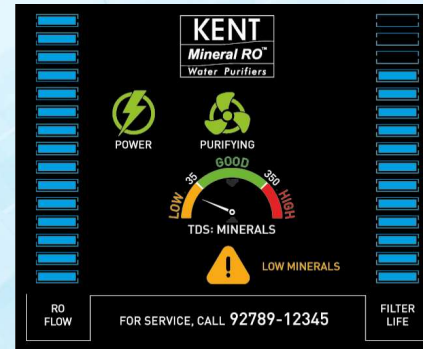 KENT
Mineral RO™
Water Purifiers
POWER
PURIFYING
LOW
35
GOOD
350
HIGH
TDS: MINERALS
!
LOW MINERALS
RO
FLOW
FOR SERVICE, CALL 92789-12345
FILTER
LIFE